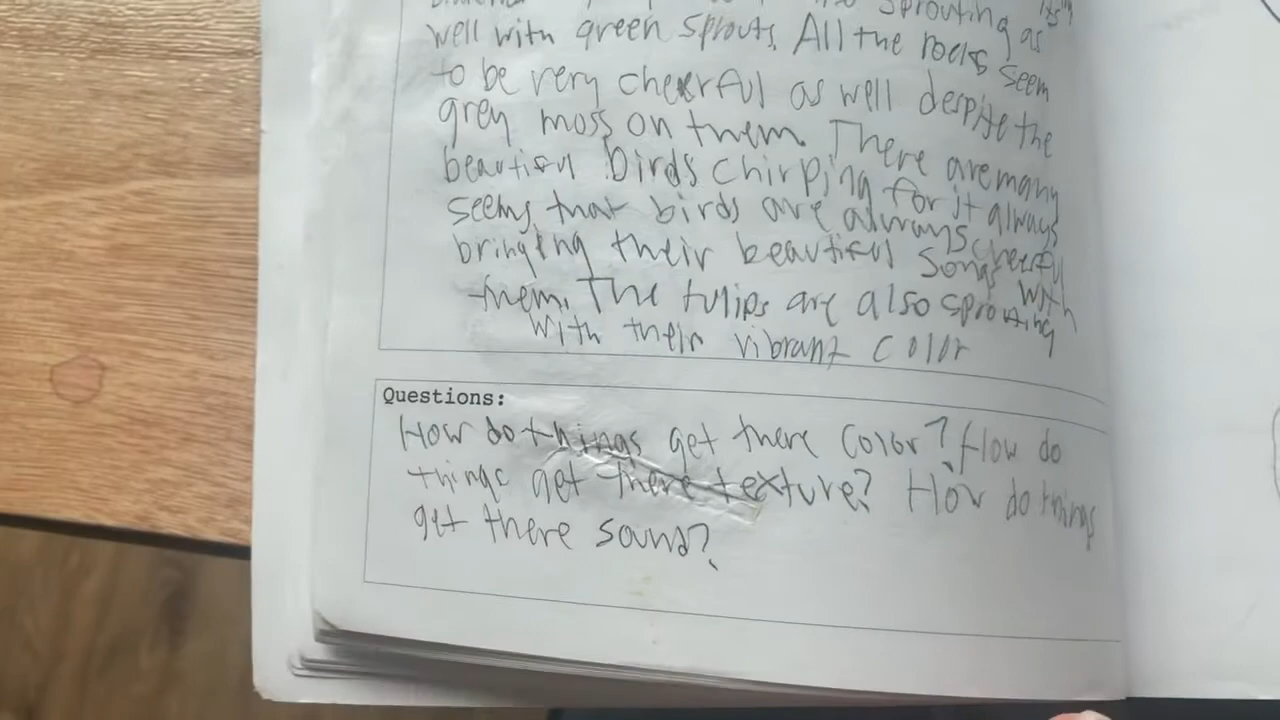 sprouting as
well with green sprouts. All the rocks seem
to be very cheerful as well despite the
grey moss on them. There are many
beautiful birds chirping for it always
seems that birds are always cheerful
bringing their beautiful songs with
them. The tulips are also sprouting
with their vibrant color
Questions:
How do things get there color? How do
things get there texture? How do things
get there sound?